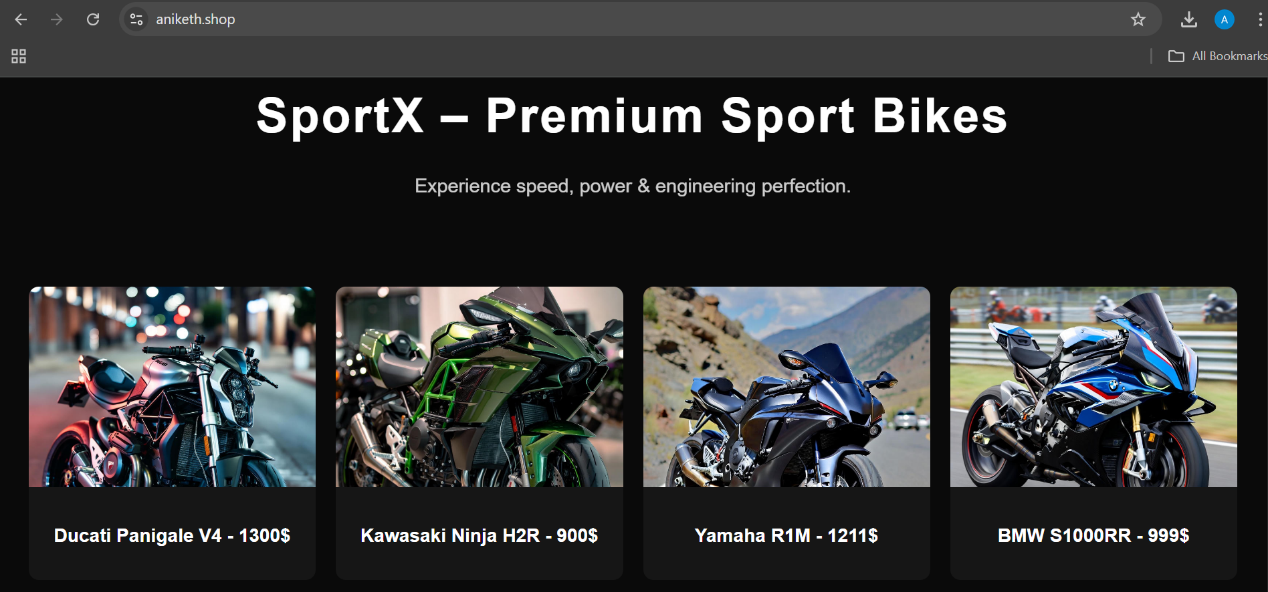 aniketh.shop
A
All Bookmarks
SportX – Premium Sport Bikes
Experience speed, power & engineering perfection.
Ducati Panigale V4 - 1300$
Kawasaki Ninja H2R - 900$
Yamaha R1M - 1211$
BMW S1000RR - 999$